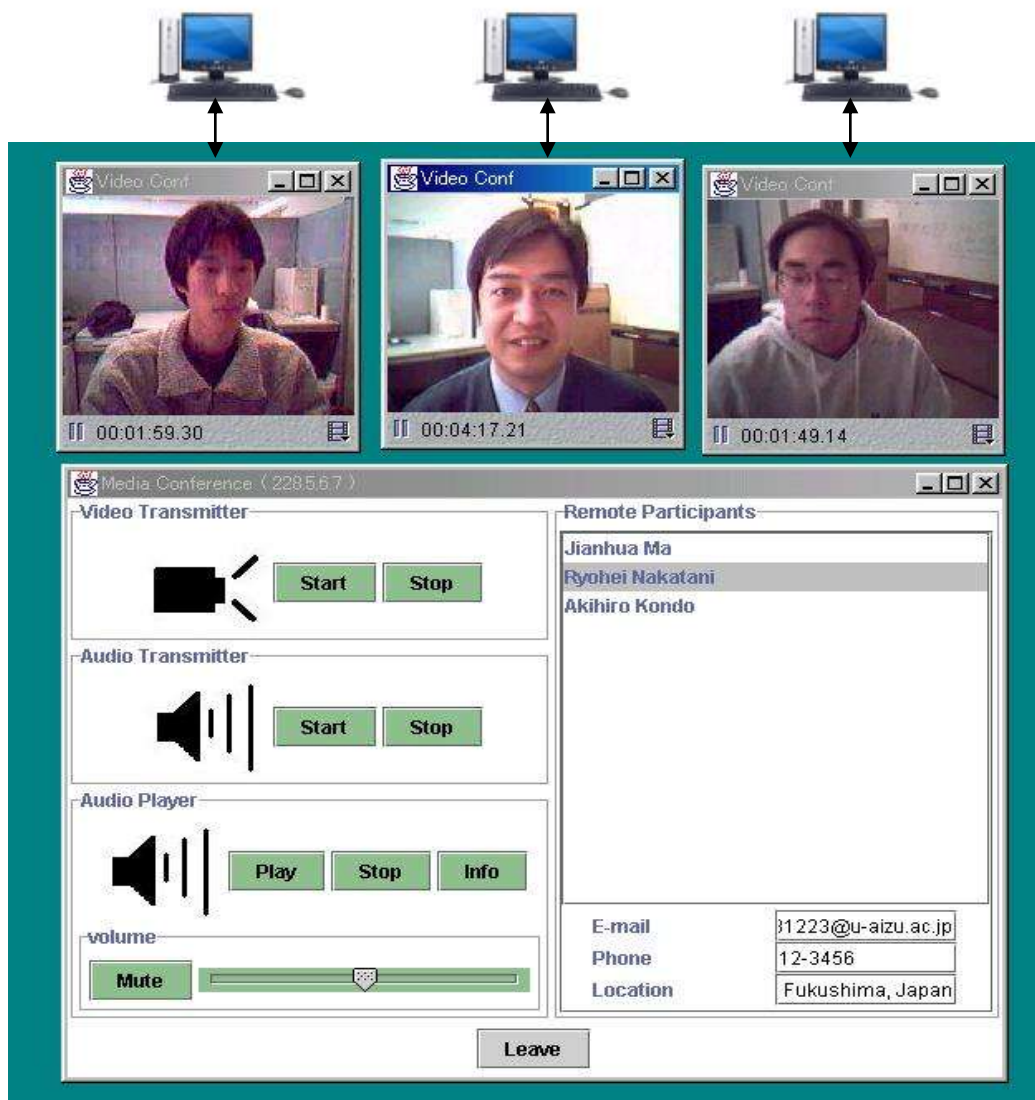 Video Conf
Video Conf
Video Conf
00:01:59.30
00:04:17.21
00:01:49.14
Media Conference (228.5.6.7)
Video Transmitter
Start
Stop
Audio Transmitter
Start
Stop
Audio Player
Play
Stop
Info
volume
Mute
Remote Participants
Jianhua Ma
Ryohei Nakatani
Akihiro Kondo
E-mail
31223@u-aizu.ac.jp
Phone
12-3456
Location
Fukushima, Japan
Leave